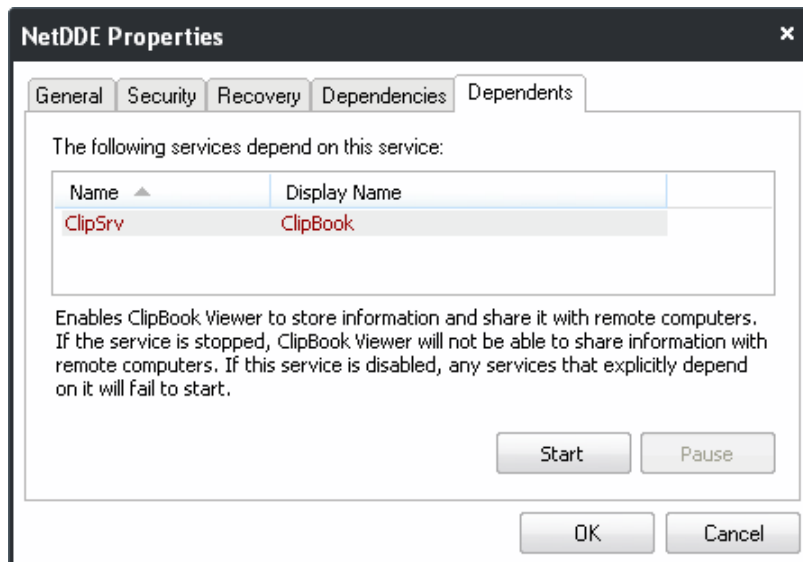 NetDDE Properties
General Security Recovery Dependencies Dependents
The following services depend on this service:
Name Display Name
ClipSrv ClipBook
Enables ClipBook Viewer to store information and share it with remote computers.
If the service is stopped, ClipBook Viewer will not be able to share information with
remote computers. If this service is disabled, any services that explicitly depend
on it will fail to start.
Start Pause
OK Cancel